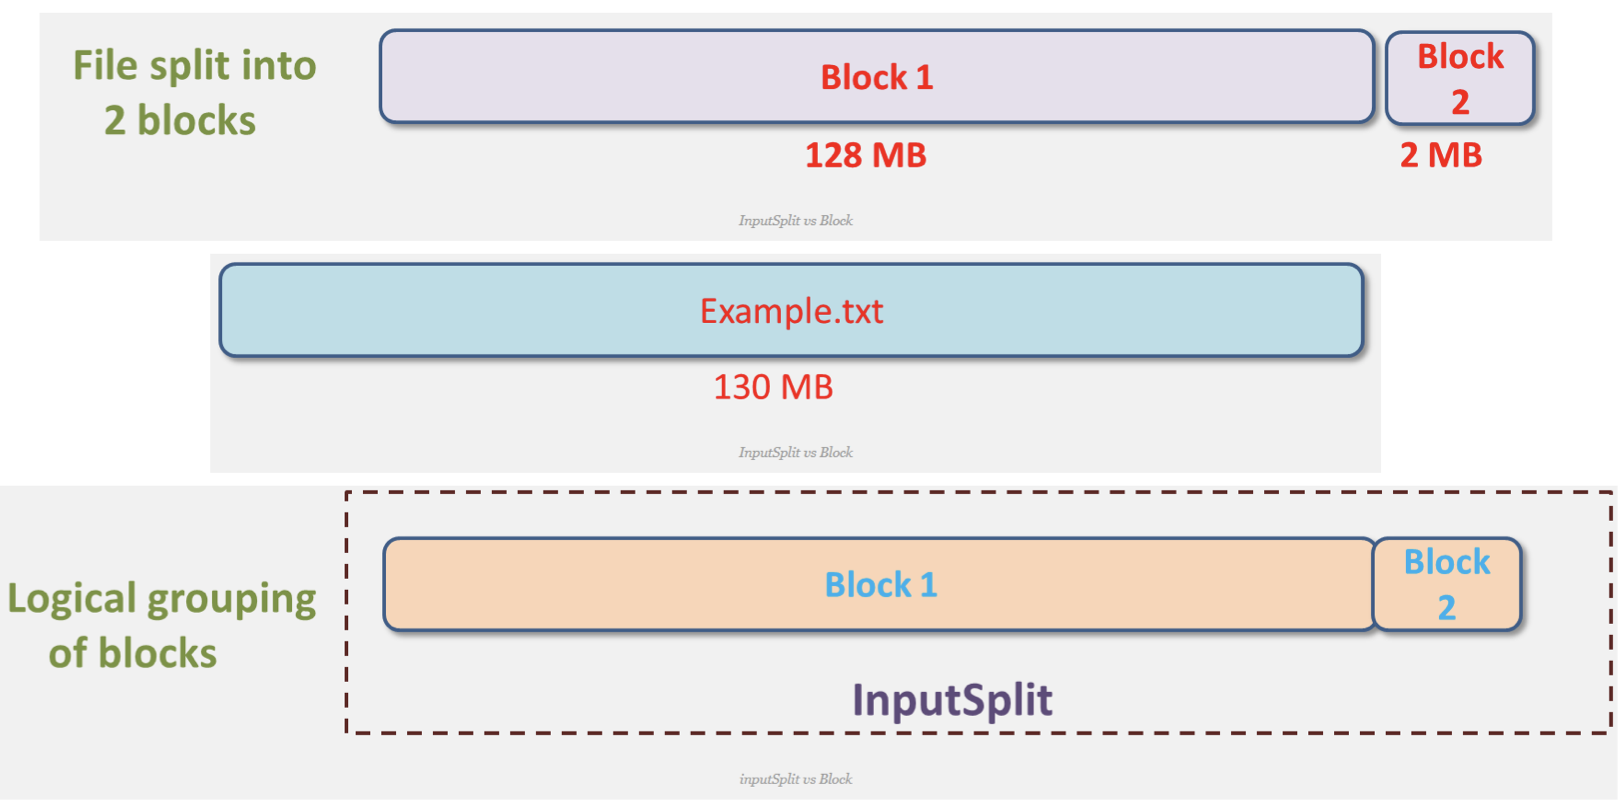 File split into
2 blocks
Block 1
Block
2
128 MB
2 MB
InputSplit vs Block
Example.txt
130 MB
InputSplit vs Block
Logical grouping
of blocks
Block 1
Block
2
InputSplit
inputSplit vs Block